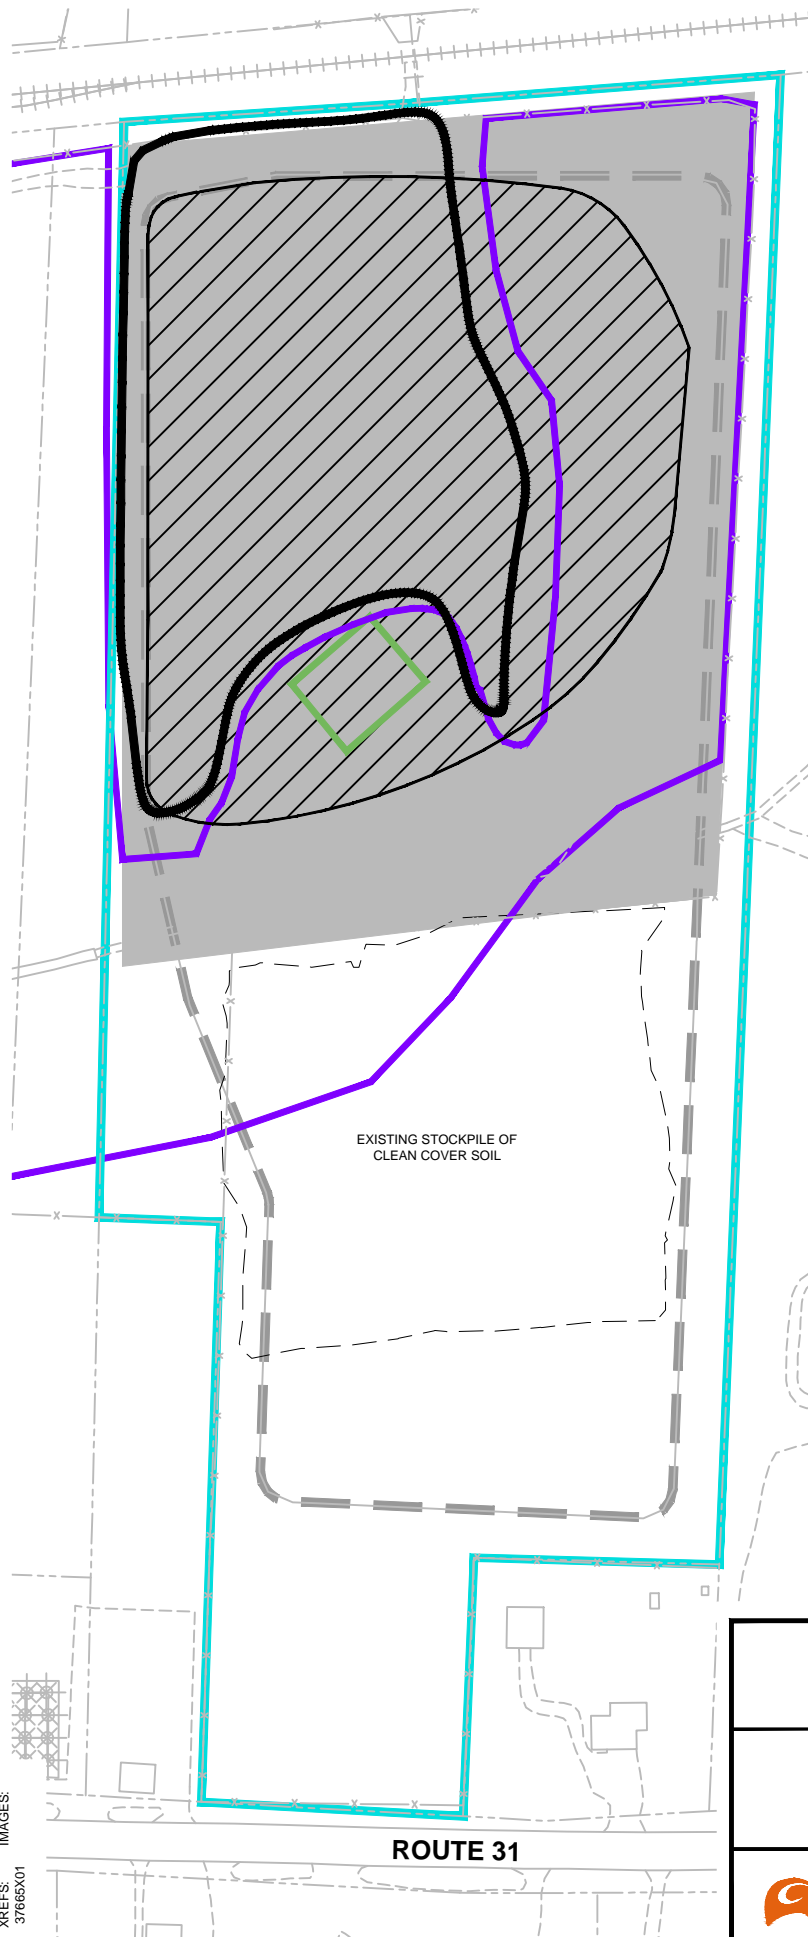 EXISTING STOCKPILE OF
CLEAN COVER SOIL
ROUTE 31
XREFS:
37665X01
IMAGES: